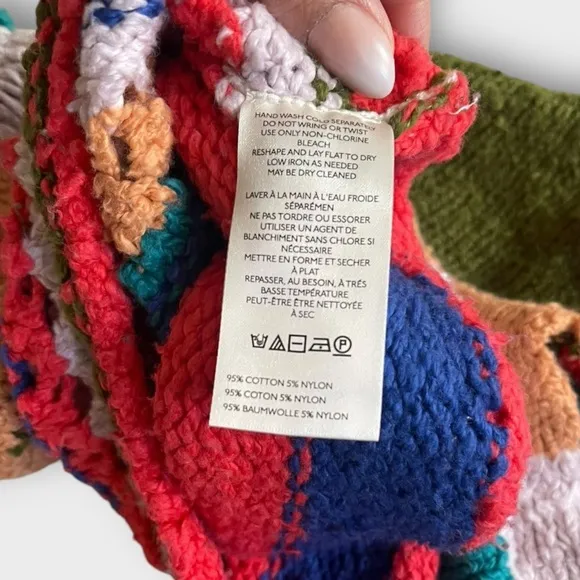 HAND WASH COLD SEPARATELY
DO NOT WRING OR TWIST
USE ONLY NON-CHLORINE
BLEACH
RESHAPE AND LAY FLAT TO DRY
LOW IRON AS NEEDED
MAY BE DRY CLEANED
LAVER À LA MAIN À L'EAU FROIDE
SÉPARÉMEN
NE PAS TORDRE OU ESSORER
UTILISER UN AGENT DE
BLANCHIMENT SANS CHLORE SI
NÉCESSAIRE
METTRE EN FORME ET SECHER
À PLAT
REPASSER, AU BESOIN, À TRÉS
BASSE TEMPÉRATURE
PEUT-ÊTRE ÊTRE NETTOYÉE
À SEC
95% COTTON 5% NYLON
95% COTON 5% NYLON
95% BAUMWOLLE 5% NYLON